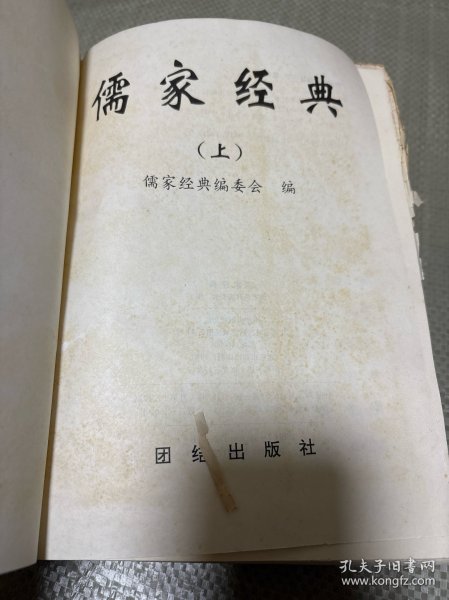 儒家经典
(上)
儒家经典编委会 编
团结出版社
孔夫子旧书网
www.kongfz.com